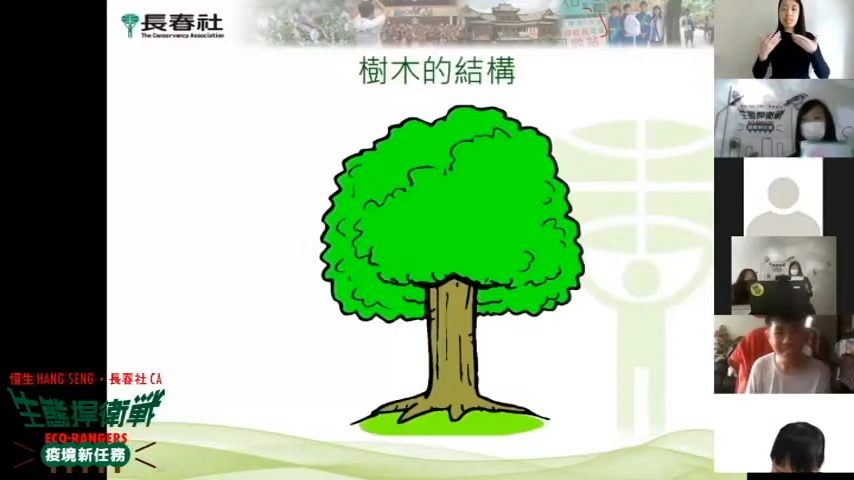 長春社
The Conservancy Association
樹木的結構
恒生 HANG SENG · 長春社 CA
生態捍衛戰
ECO-RANGERS
疫境新任務